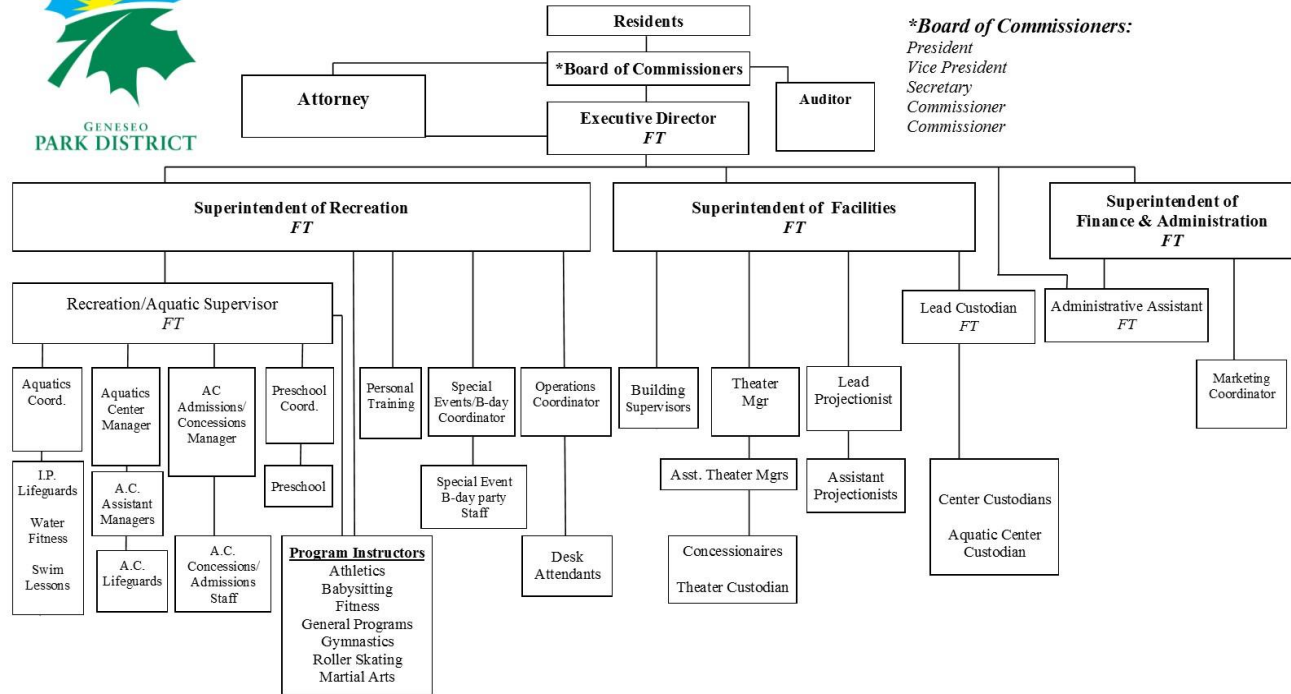 GENESEO
PARK DISTRICT
Residents
*Board of Commissioners
Attorney
Auditor
Executive Director
FT
*Board of Commissioners:
President
Vice President
Secretary
Commissioner
Commissioner
Superintendent of Recreation
FT
Superintendent of Facilities
FT
Superintendent of
Finance & Administration
FT
Recreation/Aquatic Supervisor
FT
Lead Custodian
FT
Administrative Assistant
FT
Aquatics
Coord.
Aquatics
Center
Manager
AC
Admissions/
Concessions
Manager
Preschool
Coord.
Personal
Training
Special
Events/B-day
Coordinator
Operations
Coordinator
Building
Supervisors
Theater
Mgr
Lead
Projectionist
Marketing
Coordinator
I.P.
Lifeguards
Water
Fitness
Swim
Lessons
A.C.
Assistant
Managers
A.C.
Lifeguards
A.C.
Concessions/
Admissions
Staff
Preschool
Program Instructors
Athletics
Babysitting
Fitness
General Programs
Gymnastics
Roller Skating
Martial Arts
Special Event
B-day party
Staff
Desk
Attendants
Asst. Theater Mgrs
Concessionaires
Theater Custodian
Assistant
Projectionists
Center Custodians
Aquatic Center
Custodian